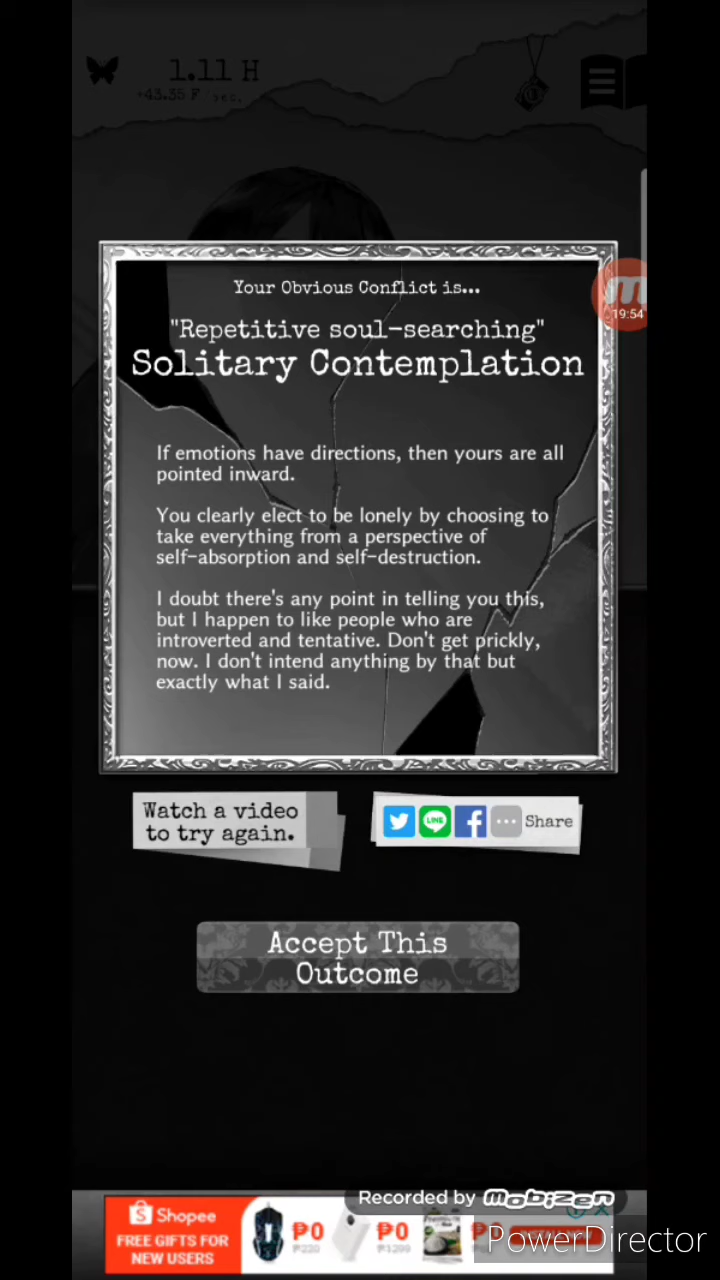 1.11 H
+43.35 F
19:54
Your Obvious Conflict is...
"Repetitive soul-searching"
Solitary Contemplation
If emotions have directions, then yours are all
pointed inward.
You clearly elect to be lonely by choosing to
take everything from a perspective of
self-absorption and self-destruction.
I doubt there's any point in telling you this,
but I happen to like people who are
introverted and tentative. Don't get prickly,
now. I don't intend anything by that but
exactly what I said.
Watch a video
to try again.
LINE
Share
Accept This
Outcome
Recorded by mobizen
Shopee
FREE GIFTS FOR
NEW USERS
₱0
₱0
PowerDirector